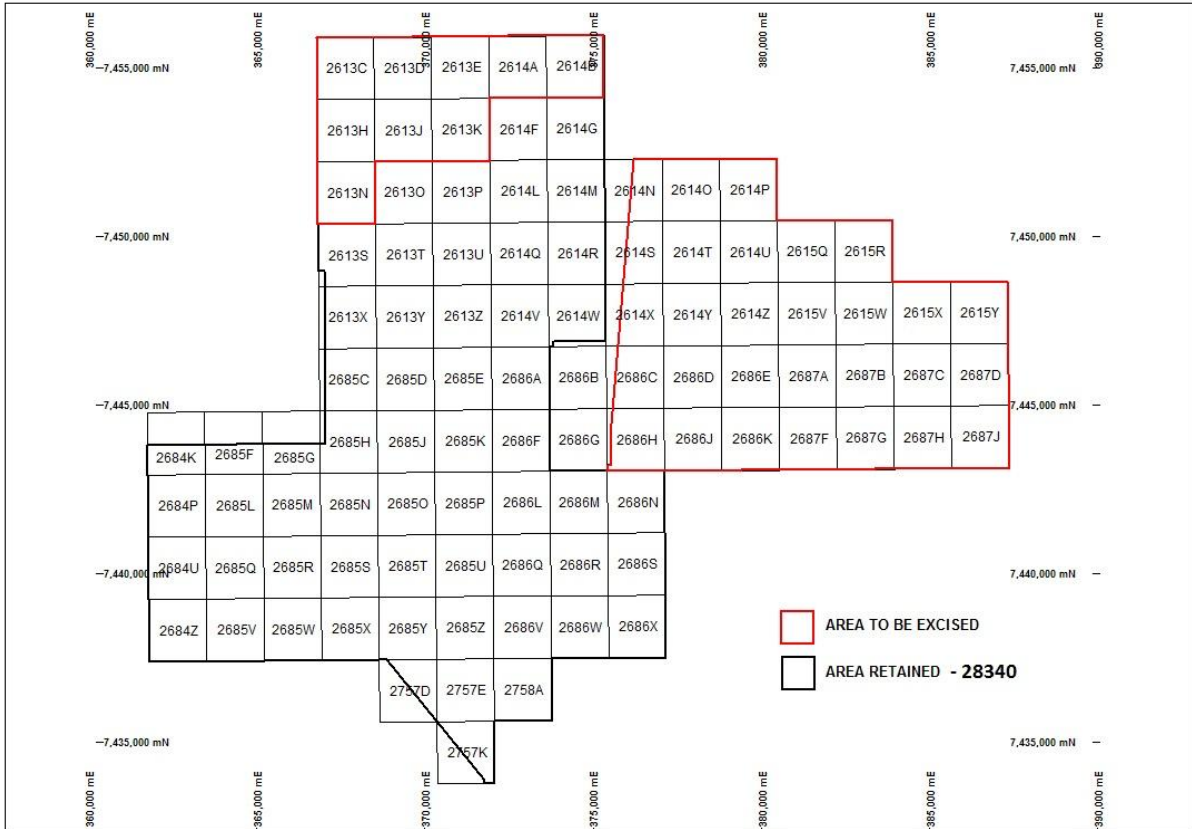 360,000 mE 365,000 mE 370,000 mE 375,000 mE 380,000 mE 385,000 mE 390,000 mE
7,455,000 mN 7,455,000 mN
2613C 2613D 2613E 2614A 2614B
2613H 2613J 2613K 2614F 2614G
2613N 2613O 2613P 2614L 2614M 2614N 2614O 2614P
7,450,000 mN 7,450,000 mN
2613S 2613T 2613U 2614Q 2614R 2614S 2614T 2614U 2615Q 2615R
2613X 2613Y 2613Z 2614V 2614W 2614X 2614Y 2614Z 2615V 2615W 2615X 2615Y
2685C 2685D 2685E 2686A 2686B 2686C 2686D 2686E 2687A 2687B 2687C 2687D
7,445,000 mN 7,445,000 mN
2685H 2685J 2685K 2686F 2686G 2686H 2686J 2686K 2687F 2687G 2687H 2687J
2684K 2685F 2685G
2684P 2685L 2685M 2685N 2685O 2685P 2686L 2686M 2686N
2684U 2685Q 2685R 2685S 2685T 2685U 2686Q 2686R 2686S
7,440,000 mN 7,440,000 mN
2684Z 2685V 2685W 2685X 2685Y 2685Z 2686V 2686W 2686X
AREA TO BE EXCISED
AREA RETAINED - 28340
2757D 2757E 2758A
7,435,000 mN 7,435,000 mN
2757K
360,000 mE 365,000 mE 370,000 mE 375,000 mE 380,000 mE 385,000 mE 390,000 mE